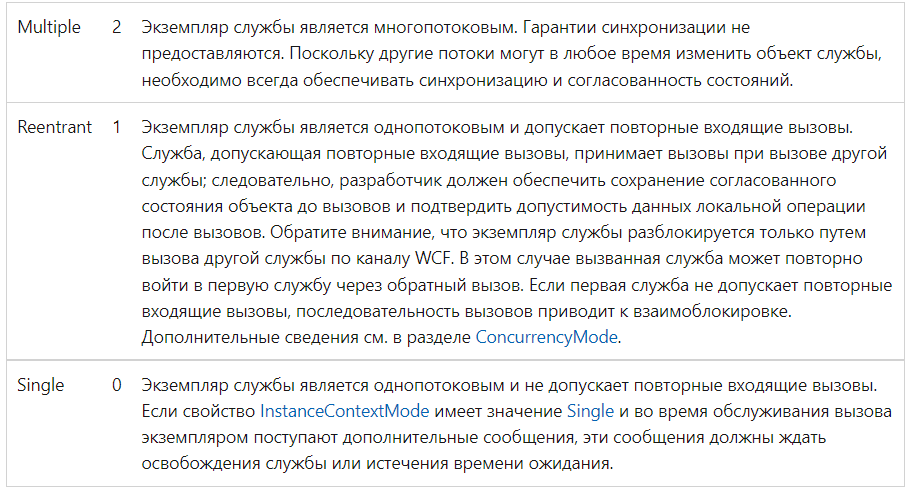 Multiple 2 Экземпляр службы является многопотоковым. Гарантии синхронизации не
предоставляются. Поскольку другие потоки могут в любое время изменить объект службы,
необходимо всегда обеспечивать синхронизацию и согласованность состояний.
Reentrant 1 Экземпляр службы является однопотоковым и допускает повторные входящие вызовы.
Служба, допускающая повторные входящие вызовы, принимает вызовы при вызове другой
службы; следовательно, разработчик должен обеспечить сохранение согласованного
состояния объекта до вызовов и подтвердить допустимость данных локальной операции
после вызовов. Обратите внимание, что экземпляр службы разблокируется только путем
вызова другой службы по каналу WCF. В этом случае вызванная служба может повторно
войти в первую службу через обратный вызов. Если первая служба не допускает повторные
входящие вызовы, последовательность вызовов приводит к взаимоблокировке.
Дополнительные сведения см. в разделе ConcurrencyMode.
Single 0 Экземпляр службы является однопотоковым и не допускает повторные входящие вызовы.
Если свойство InstanceContextMode имеет значение Single и во время обслуживания вызова
экземпляром поступают дополнительные сообщения, эти сообщения должны ждать
освобождения службы или истечения времени ожидания.